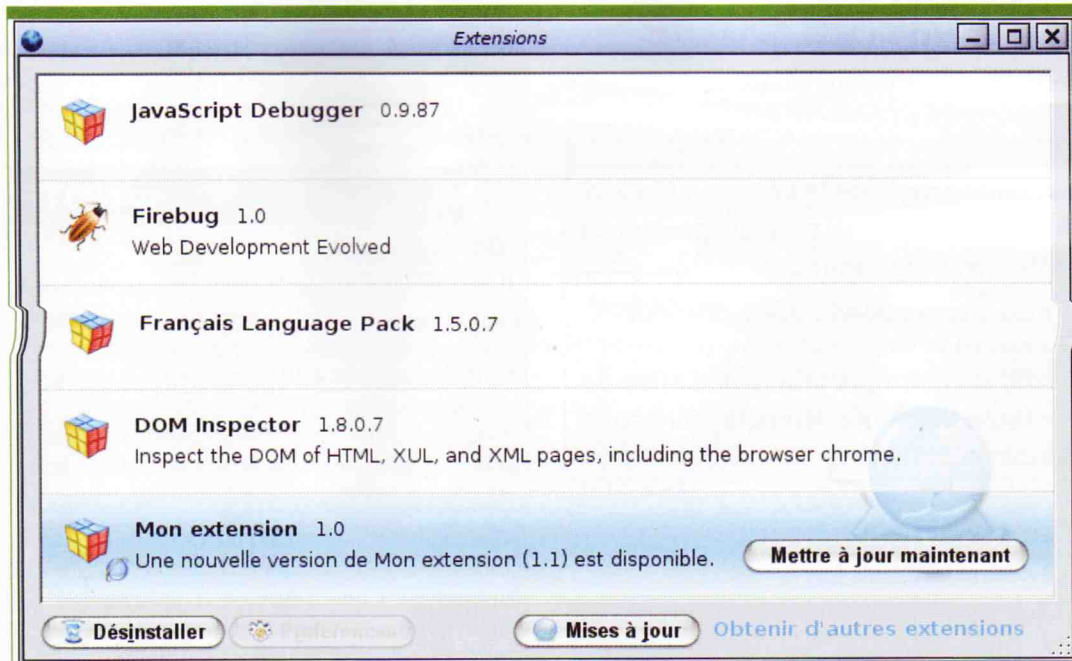 Extensions
JavaScript Debugger 0.9.87
Firebug 1.0
Web Development Evolved
Français Language Pack 1.5.0.7
DOM Inspector 1.8.0.7
Inspect the DOM of HTML, XUL, and XML pages, including the browser chrome.
Mon extension 1.0
Une nouvelle version de Mon extension (1.1) est disponible. Mettre à jour maintenant
Désinstaller Préférences Mises à jour Obtenir d'autres extensions